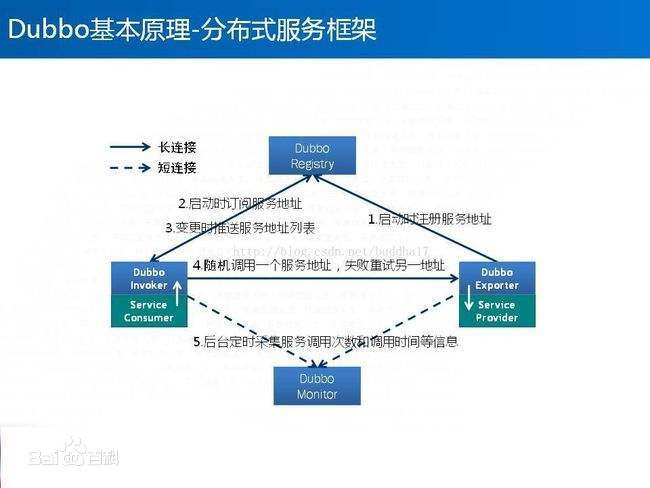 Dubbo基本原理-分布式服务框架
长连接
短连接
Dubbo
Registry
2.启动时订阅服务地址
1.启动时注册服务地址
3.变更时推送服务地址列表
http://blog.csdn.net/buddha17
4.随机调用一个服务地址，失败重试另一地址
Dubbo
Invoker
Service
Consumer
Dubbo
Exporter
Service
Provider
5.后台定时采集服务调用次数和调用时间等信息
Dubbo
Monitor
Bai百科